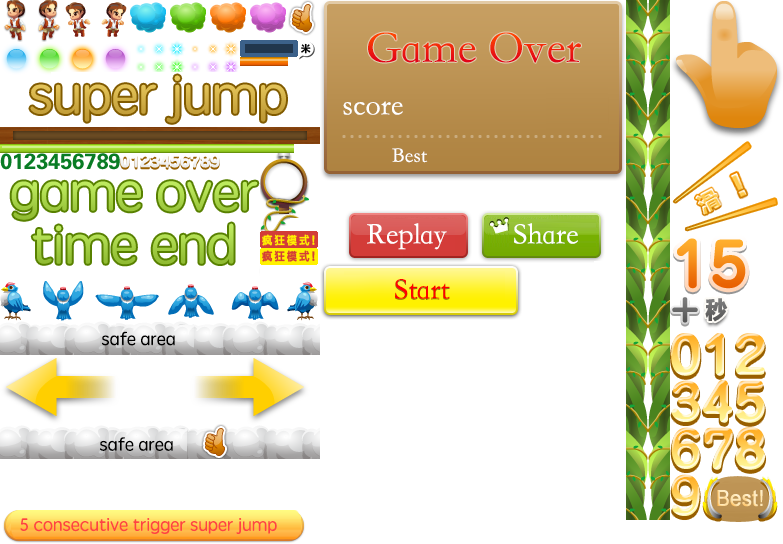 米
super jump
0123456789
0123456789
game over
time end
疯狂模式!
疯狂模式!
safe area
safe area
5 consecutive trigger super jump
Game Over
score
Best
Replay
Share
Start
滑!
15
+秒
012
345
678
9
Best!